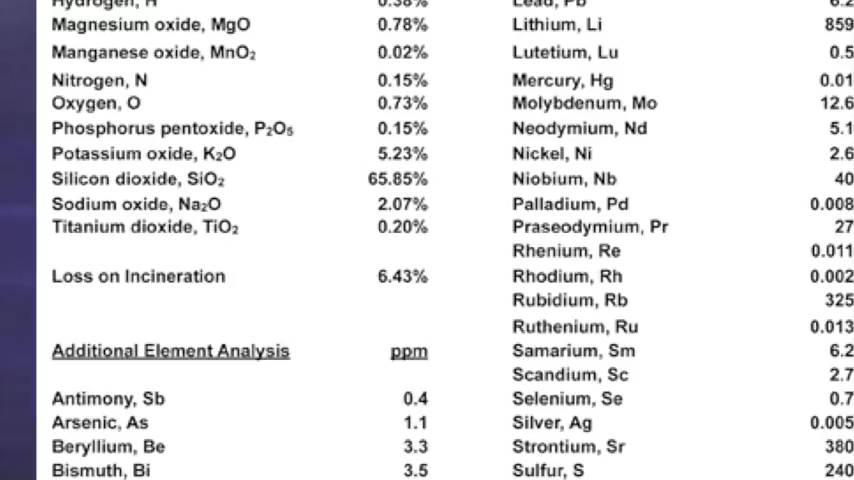 Hydrogen, H 0.38%
Magnesium oxide, MgO 0.78%
Manganese oxide, MnO₂ 0.02%
Nitrogen, N 0.15%
Oxygen, O 0.73%
Phosphorus pentoxide, P₂O₅ 0.15%
Potassium oxide, K₂O 5.23%
Silicon dioxide, SiO₂ 65.85%
Sodium oxide, Na₂O 2.07%
Titanium dioxide, TiO₂ 0.20%
Loss on Incineration 6.43%
Additional Element Analysis ppm
Antimony, Sb 0.4
Arsenic, As 1.1
Beryllium, Be 3.3
Bismuth, Bi 3.5
Lead, Pb 6.2
Lithium, Li 859
Lutetium, Lu 0.5
Mercury, Hg 0.01
Molybdenum, Mo 12.6
Neodymium, Nd 5.1
Nickel, Ni 2.6
Niobium, Nb 40
Palladium, Pd 0.008
Praseodymium, Pr 27
Rhenium, Re 0.011
Rhodium, Rh 0.002
Rubidium, Rb 325
Ruthenium, Ru 0.013
Samarium, Sm 6.2
Scandium, Sc 2.7
Selenium, Se 0.7
Silver, Ag 0.005
Strontium, Sr 380
Sulfur, S 240